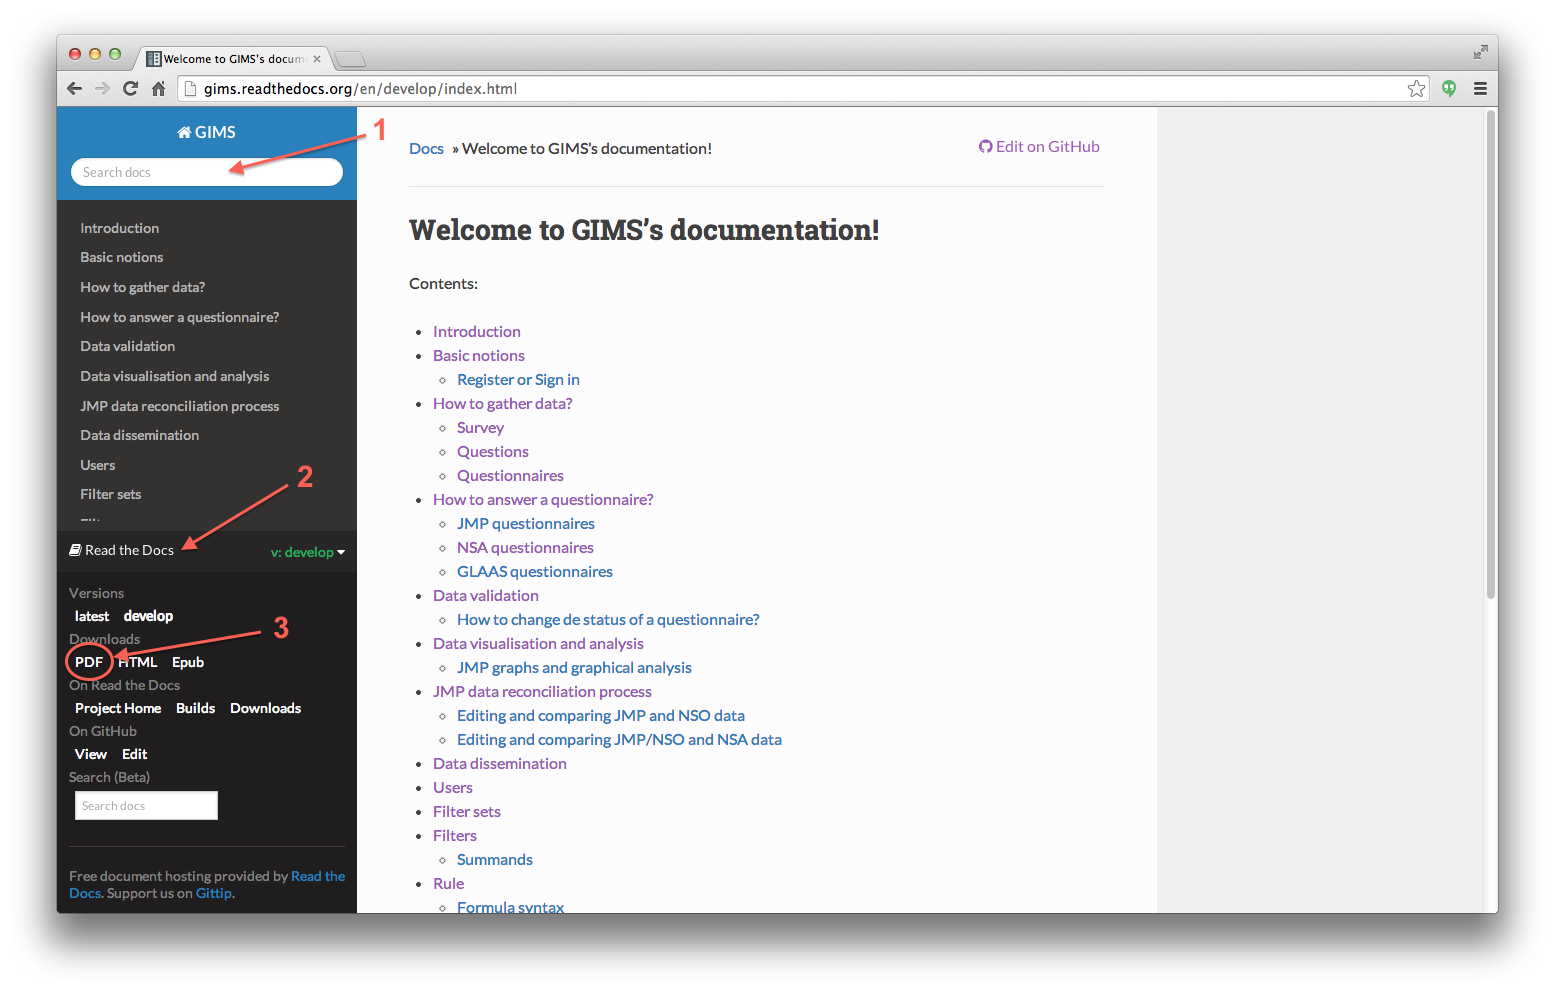 Welcome to GIMS's docum
gims.readthedocs.org/en/develop/index.html
GIMS
1
Search docs
Introduction
Basic notions
How to gather data?
How to answer a questionnaire?
Data validation
Data visualisation and analysis
JMP data reconciliation process
Data dissemination
Users
Filter sets
2
Read the Docs
v: develop
Versions
latest develop
Downloads
3
PDF HTML Epub
On Read the Docs
Project Home Builds Downloads
On GitHub
View Edit
Search (Beta)
Search docs
Free document hosting provided by Read the
Docs. Support us on Gittip.
Docs » Welcome to GIMS's documentation!
Edit on GitHub
Welcome to GIMS's documentation!
Contents:
Introduction
Basic notions
Register or Sign in
How to gather data?
Survey
Questions
Questionnaires
How to answer a questionnaire?
JMP questionnaires
NSA questionnaires
GLAAS questionnaires
Data validation
How to change de status of a questionnaire?
Data visualisation and analysis
JMP graphs and graphical analysis
JMP data reconciliation process
Editing and comparing JMP and NSO data
Editing and comparing JMP/NSO and NSA data
Data dissemination
Users
Filter sets
Filters
Summands
Rule
Formula syntax